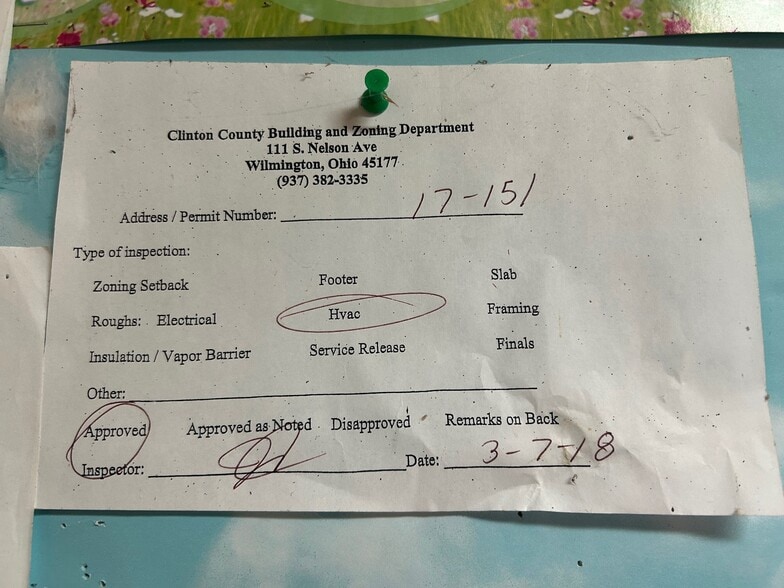 Clinton County Building and Zoning Department
111 S. Nelson Ave
Wilmington, Ohio 45177
(937) 382-3335
Address / Permit Number: 17-151
Type of inspection:
Zoning Setback Footer Slab
Roughs: Electrical Hvac Framing
Insulation / Vapor Barrier Service Release Finals
Other:
Approved Approved as Noted Disapproved Remarks on Back
Inspector: Date: 3-7-18